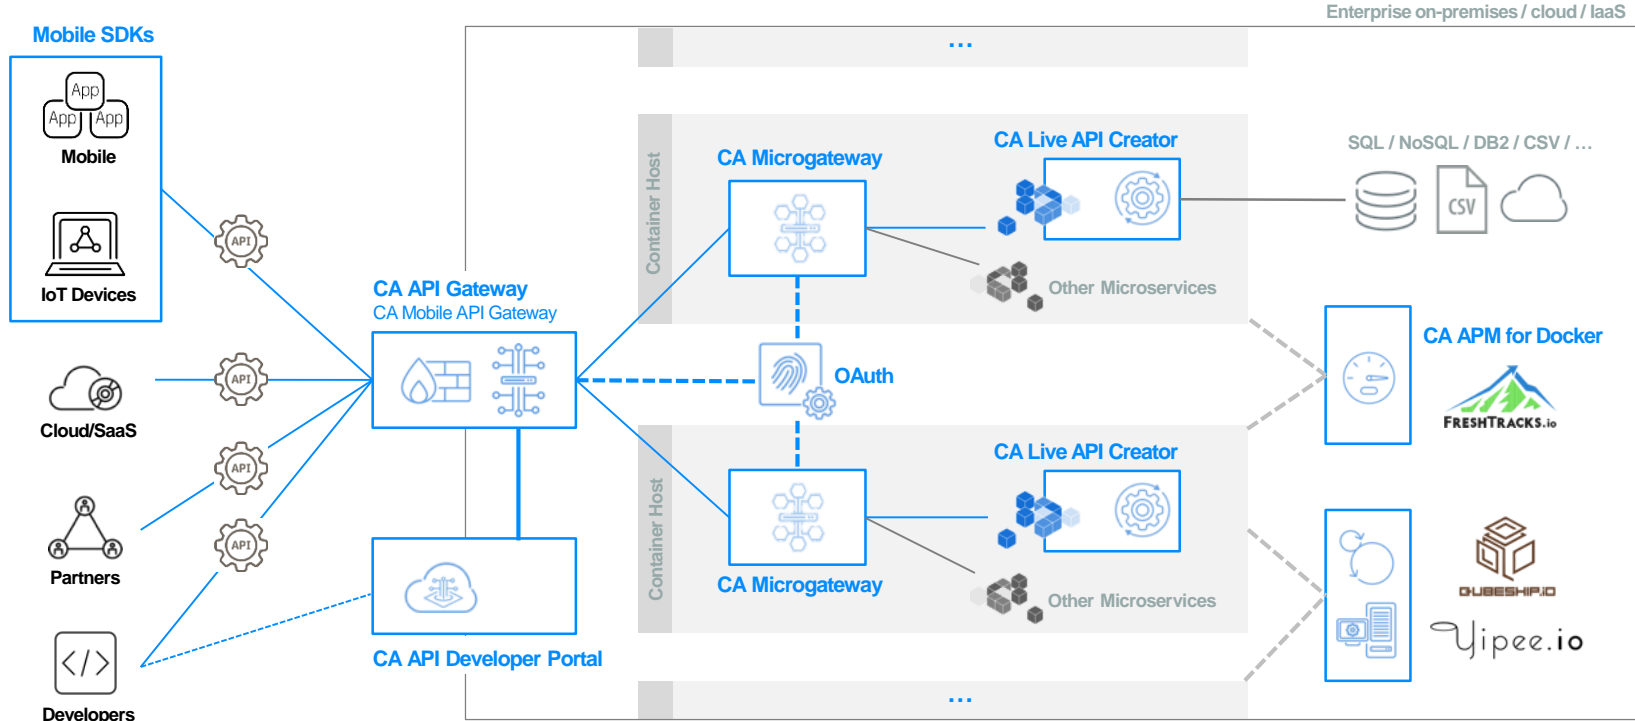 Enterprise on-premises / cloud / IaaS
Mobile SDKs
App
App
App
Mobile
IoT Devices
Cloud/SaaS
Partners
Developers
API
API
API
API
CA API Gateway
CA Mobile API Gateway
CA API Developer Portal
...
Container Host
CA Microgateway
CA Live API Creator
Other Microservices
OAuth
Container Host
CA Microgateway
CA Live API Creator
Other Microservices
...
SQL / NoSQL / DB2 / CSV / ...
CSV
CA APM for Docker
FRESHTRACKS.io
QUBESHIP.IO
Yipee.io